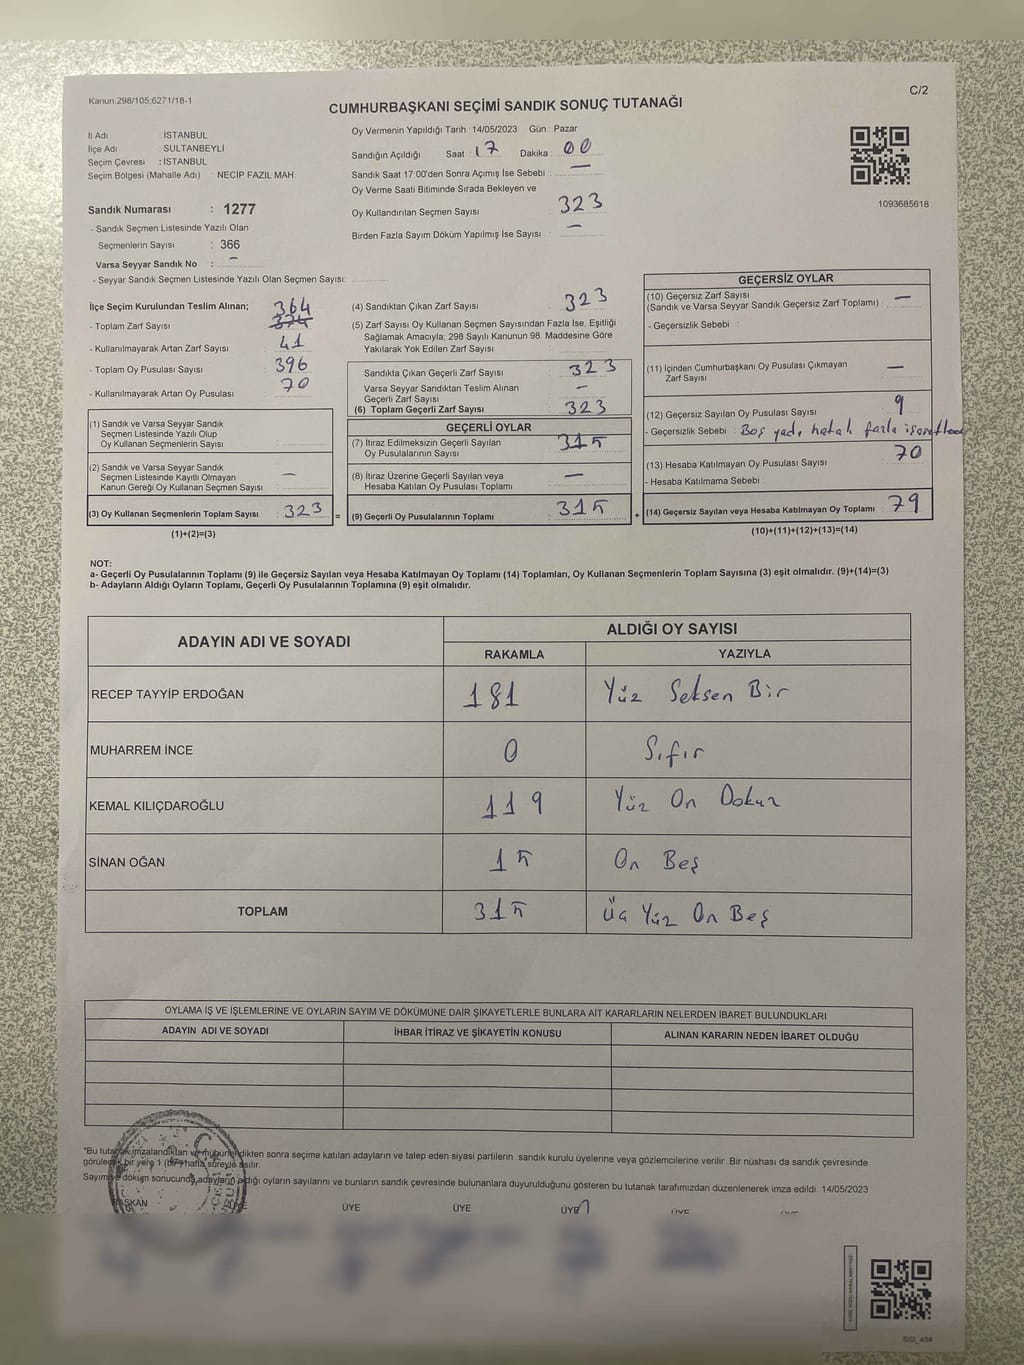 Kanun:298/105;6271/18-1
C/2
CUMHURBAŞKANI SEÇİMİ SANDIK SONUÇ TUTANAĞI
İl Adı : İSTANBUL
İlçe Adı : SULTANBEYLİ
Seçim Çevresi : İSTANBUL
Seçim Bölgesi (Mahalle Adı) : NECİP FAZIL MAH
Sandık Numarası : 1277
- Sandık Seçmen Listesinde Yazılı Olan
Seçmenlerin Sayısı : 366
Varsa Seyyar Sandık No : –
- Seyyar Sandık Seçmen Listesinde Yazılı Olan Seçmen Sayısı:
Oy Vermenin Yapıldığı Tarih : 14/05/2023 Gün : Pazar
Sandığın Açıldığı Saat : 17 Dakika : 00
Sandık Saat 17:00'den Sonra Açımış İse Sebebi : –
Oy Verme Saati Bitiminde Sırada Bekleyen ve
Oy Kullandırılan Seçmen Sayısı : 323
Birden Fazla Sayım Döküm Yapılmış İse Sayısı : –
1093685618
İlçe Seçim Kurulundan Teslim Alınan; 364
- Toplam Zarf Sayısı : 374
- Kullanılmayarak Artan Zarf Sayısı : 41
- Toplam Oy Pusulası Sayısı : 396
- Kullanılmayarak Artan Oy Pusulası : 70
(1) Sandık ve Varsa Seyyar Sandık
Seçmen Listesinde Yazılı Olup
Oy Kullanan Seçmenlerin Sayısı :
(2) Sandık ve Varsa Seyyar Sandık
Seçmen Listesinde Kayıtlı Olmayan
Kanun Gereği Oy Kullanan Seçmen Sayısı : –
(3) Oy Kullanan Seçmenlerin Toplam Sayısı : 323 =
(1)+(2)=(3)
(4) Sandıktan Çıkan Zarf Sayısı : 323
(5) Zarf Sayısı Oy Kullanan Seçmen Sayısından Fazla İse, Eşitliği
Sağlamak Amacıyla; 298 Sayılı Kanunun 98. Maddesine Göre
Yakılarak Yok Edilen Zarf Sayısı :
Sandıkta Çıkan Geçerli Zarf Sayısı : 323
Varsa Seyyar Sandıktan Teslim Alınan
Geçerli Zarf Sayısı : –
(6) Toplam Geçerli Zarf Sayısı : 323
GEÇERLİ OYLAR
(7) İtiraz Edilmeksizin Geçerli Sayılan
Oy Pusulalarının Sayısı : 315
(8) İtiraz Üzerine Geçerli Sayılan veya
Hesaba Katılan Oy Pusulası Toplamı : –
(9) Geçerli Oy Pusulalarının Toplamı : 315 +
GEÇERSİZ OYLAR
(10) Geçersiz Zarf Sayısı
(Sandık ve Varsa Seyyar Sandık Geçersiz Zarf Toplamı) : –
- Geçersizlik Sebebi :
(11) İçinden Cumhurbaşkanı Oy Pusulası Çıkmayan
Zarf Sayısı : –
(12) Geçersiz Sayılan Oy Pusulası Sayısı : 9
- Geçersizlik Sebebi : Boş fazla
(13) Hesaba Katılmayan Oy Pusulası Sayısı : 70
- Hesaba Katılmama Sebebi :
(14) Geçersiz Sayılan veya Hesaba Katılmayan Oy Toplamı : 79
(10)+(11)+(12)+(13)=(14)
NOT:
a- Geçerli Oy Pusulalarının Toplamı (9) ile Geçersiz Sayılan veya Hesaba Katılmayan Oy Toplamı (14) Toplamları, Oy Kullanan Seçmenlerin Toplam Sayısına (3) eşit olmalıdır. (9)+(14)=(3)
b- Adayların Aldığı Oyların Toplamı, Geçerli Oy Pusulalarının Toplamına (9) eşit olmalıdır.
ADAYIN ADI VE SOYADI
ALDIĞI OY SAYISI
RAKAMLA YAZIYLA
RECEP TAYYİP ERDOĞAN 181 Yüz Seksen Bir
MUHARREM İNCE 0 Sıfır
KEMAL KILIÇDAROĞLU 119 Yüz On Dokuz
SİNAN OĞAN 15 On Beş
TOPLAM 315 Üç Yüz On Beş
OYLAMA İŞ VE İŞLEMLERİNE VE OYLARIN SAYIM VE DÖKÜMÜNE DAİR ŞİKAYETLERLE BUNLARA AİT KARARLARIN NELERDEN İBARET BULUNDUKLARI
ADAYIN ADI VE SOYADI İHBAR İTİRAZ VE ŞİKAYETİN KONUSU ALINAN KARARIN NEDEN İBARET OLDUĞU
"Bu tutanak imzalandıktan ve mühürlendikten sonra seçime katılan adayların ve talep eden siyasi partilerin sandık kurulu üyelerine veya gözlemcilerine verilir. Bir nüshası da sandık çevresinde
görülecek bir yere 1 (bir) hafta süreyle asılır.
Sayım ve döküm sonucunda adayların aldığı oyların sayılarını ve bunların sandık çevresinde bulunanlara duyurulduğunu gösteren bu tutanak tarafımızdan düzenlenerek imza edildi. 14/05/2023
BAŞKAN ÜYE ÜYE ÜYE ÜYE ÜYE ÜYE